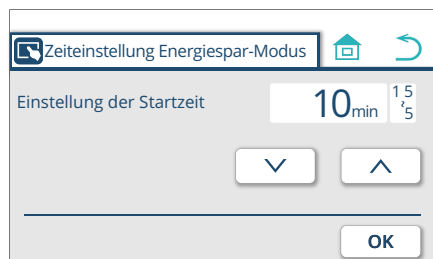 Zeiteinstellung Energiespar-Modus
Einstellung der Startzeit 10min 15
~
5
OK